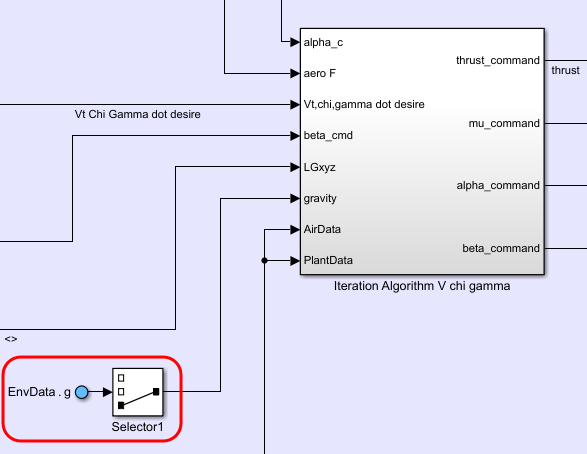 alpha_c
aero F
Vt,chi,gamma dot desire
beta_cmd
LGxyz
gravity
AirData
PlantData
thrust_command
mu_command
alpha_command
beta_command
thrust
Vt Chi Gamma dot desire
Iteration Algorithm V chi gamma
<>
EnvData . g
Selector1